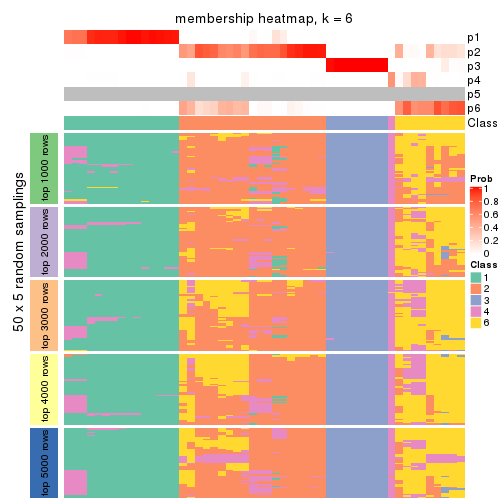 membership heatmap, k = 6
p1
p2
p3
p4
p5
p6
Class
50 x 5 random samplings
top 1000 rows
top 2000 rows
top 3000 rows
top 4000 rows
top 5000 rows
Prob
1
0.8
0.6
0.4
0.2
0
Class
1
2
3
4
6